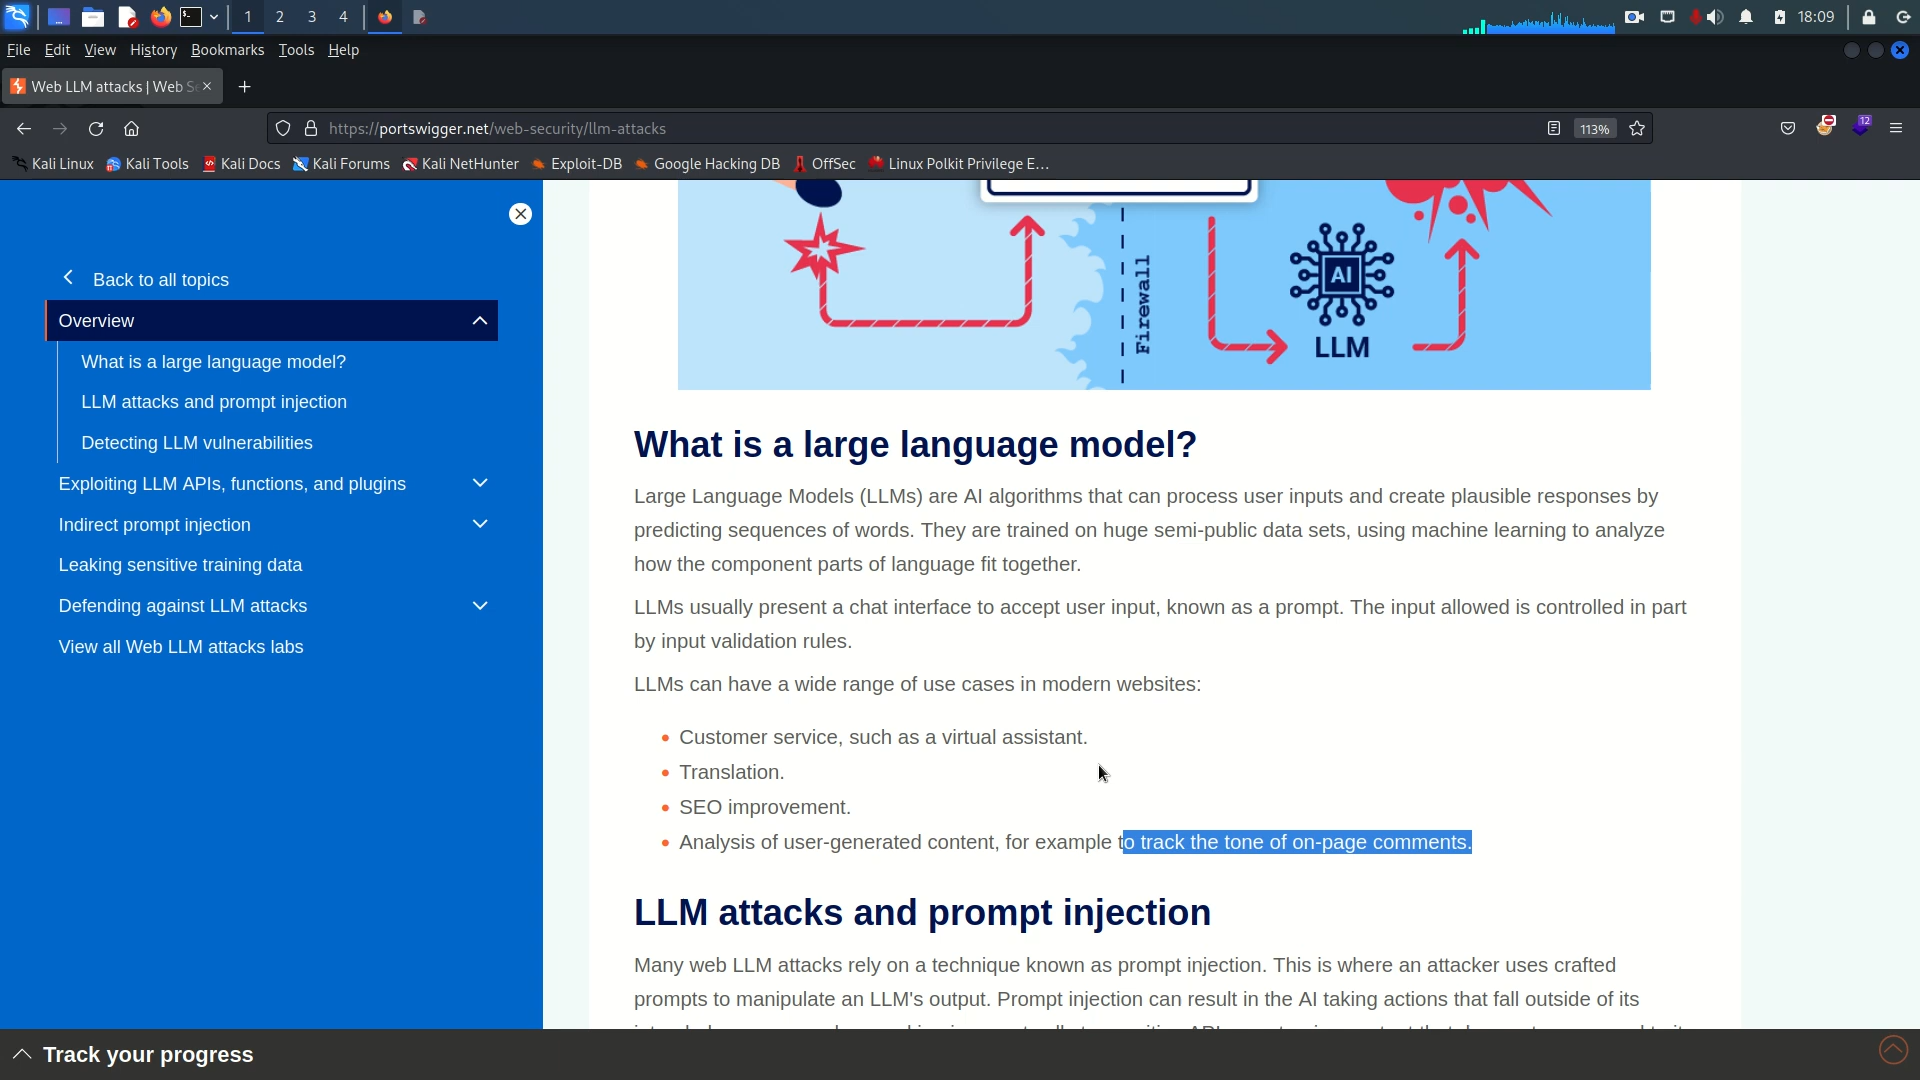 1 2 3 4 18:09
File Edit View History Bookmarks Tools Help
Web LLM attacks | Web
https://portswigger.net/web-security/llm-attacks 113% 12
Kali Linux Kali Tools Kali Docs Kali Forums Kali NetHunter Exploit-DB Google Hacking DB OffSec Linux Polkit Privilege E...
Back to all topics
Overview
What is a large language model?
LLM attacks and prompt injection
Detecting LLM vulnerabilities
Exploiting LLM APIs, functions, and plugins
Indirect prompt injection
Leaking sensitive training data
Defending against LLM attacks
View all Web LLM attacks labs
Firewall
AI
LLM
What is a large language model?
Large Language Models (LLMs) are AI algorithms that can process user inputs and create plausible responses by
predicting sequences of words. They are trained on huge semi-public data sets, using machine learning to analyze
how the component parts of language fit together.
LLMs usually present a chat interface to accept user input, known as a prompt. The input allowed is controlled in part
by input validation rules.
LLMs can have a wide range of use cases in modern websites:
Customer service, such as a virtual assistant.
Translation.
SEO improvement.
Analysis of user-generated content, for example to track the tone of on-page comments.
LLM attacks and prompt injection
Many web LLM attacks rely on a technique known as prompt injection. This is where an attacker uses crafted
prompts to manipulate an LLM's output. Prompt injection can result in the AI taking actions that fall outside of its
Track your progress